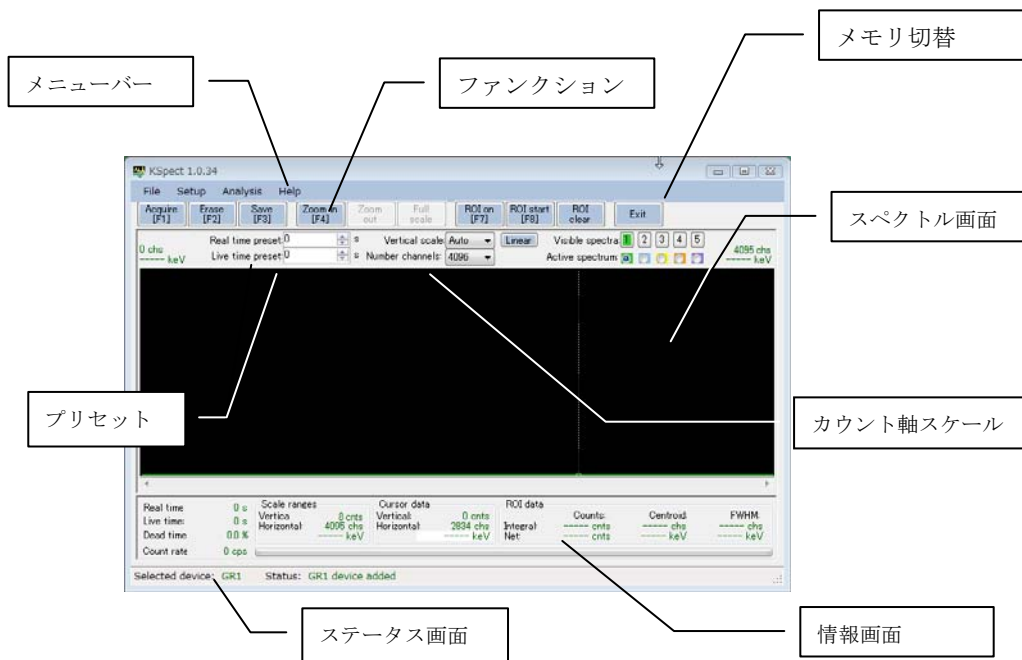 メモリ切替
メニューバー
ファンクション
KSpect 1.0.34
File Setup Analysis Help
Acquire [F1] Erase [F2] Save [F3] Zoom in [F4] Zoom out Full scale ROI on [F7] ROI start [F8] ROI clear Exit
スペクトル画面
Real time preset: 0 s Vertical scale: Auto Linear Visible spectra: 1 2 3 4 5
0 chs 4095 chs
----- keV Live time preset: 0 s Number channels: 4096 Active spectrum: ----- keV
プリセット
カウント軸スケール
Real time 0 s Scale ranges Cursor data ROI data
Vertica 0 cnts Vertical: 0 cnts Counts: Centroid: FWHM:
Live time: 0 s Horizontal: 4095 chs Horizontal: 2834 chs Integral: ----- cnts ----- chs ----- chs
Dead time 0.0 % ----- keV ----- keV Net: ----- cnts ----- keV ----- keV
Count rate 0 cps
Selected device: GR1 Status: GR1 device added
ステータス画面
情報画面